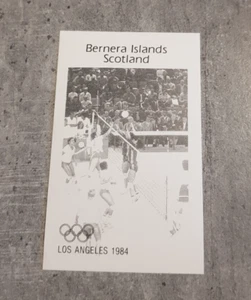 Bernera Islands
Scotland
LOS ANGELES 1984